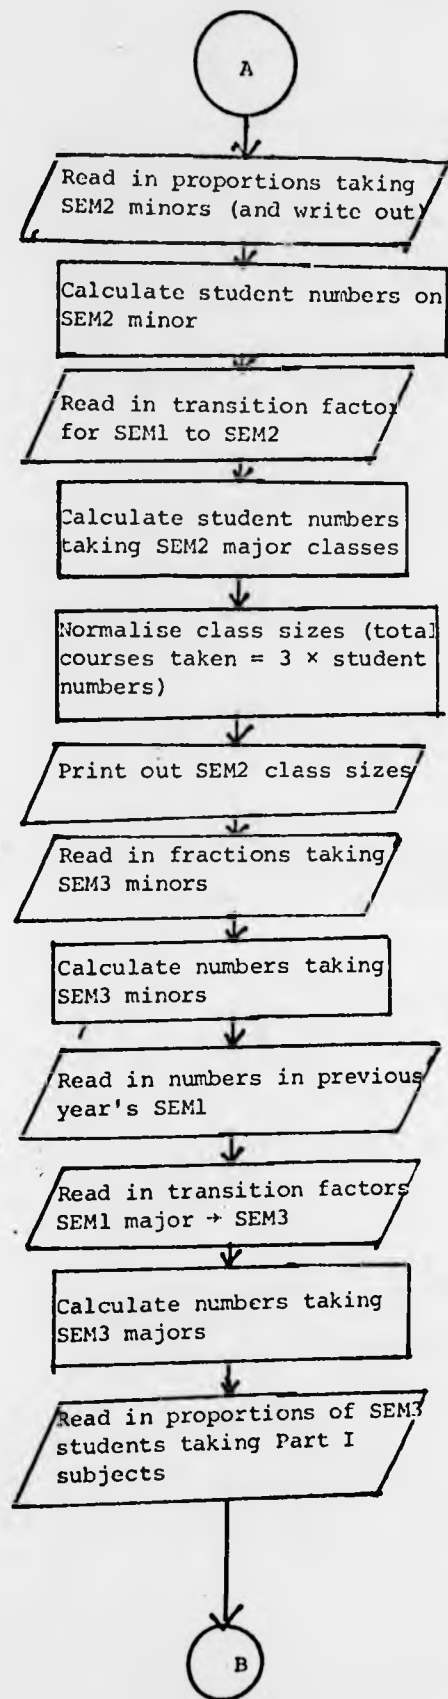 A
Read in proportions taking
SEM2 minors (and write out)
Calculate student numbers on
SEM2 minor
Read in transition factor
for SEM1 to SEM2
Calculate student numbers
taking SEM2 major classes
Normalise class sizes (total
courses taken = 3 × student
numbers)
Print out SEM2 class sizes
Read in fractions taking
SEM3 minors
Calculate numbers taking
SEM3 minors
Read in numbers in previous
year's SEM1
Read in transition factors
SEM1 major → SEM3
Calculate numbers taking
SEM3 majors
Read in proportions of SEM3
students taking Part I
subjects
B